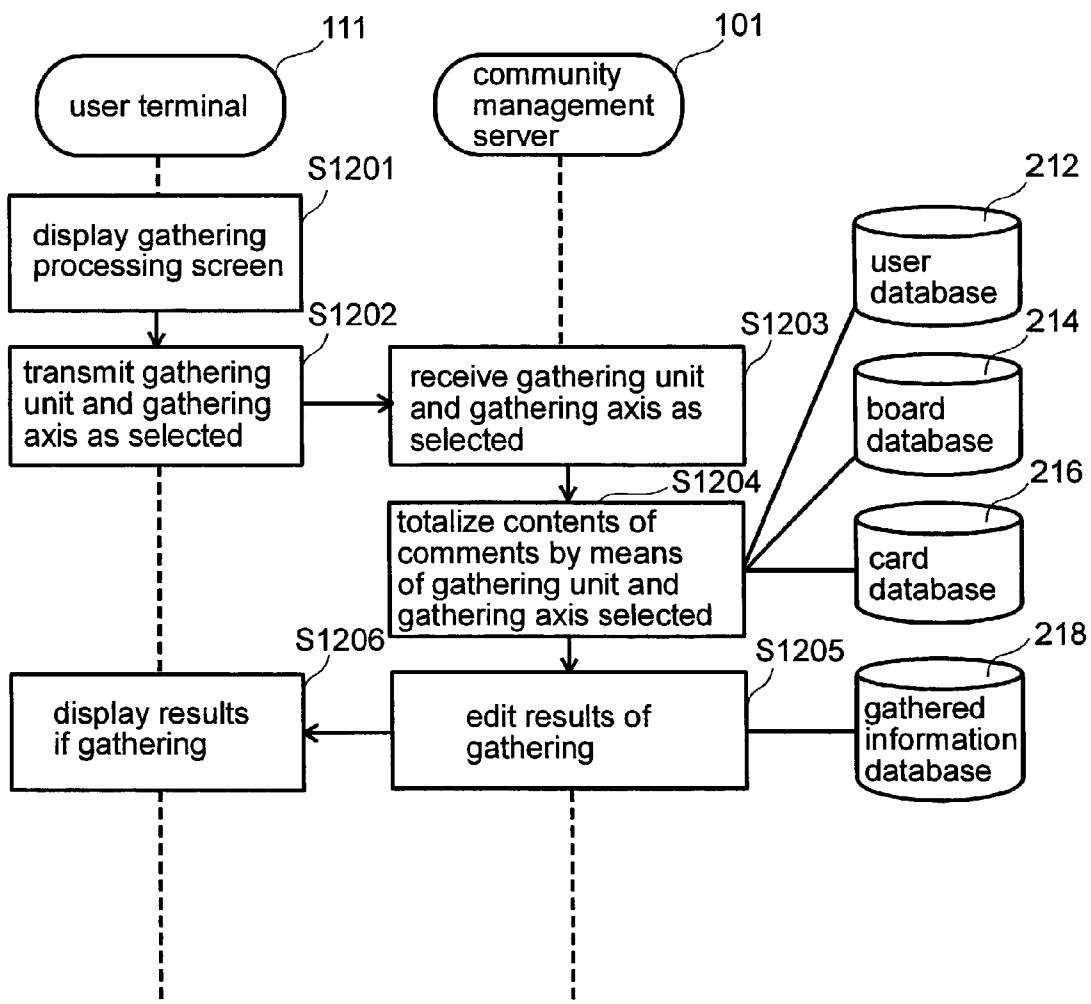 111
user terminal
101
community
management
server
S1201
display gathering
processing screen
S1202
transmit gathering
unit and gathering
axis as selected
S1203
receive gathering unit
and gathering axis as
selected
S1204
totalize contents of
comments by means
of gathering unit and
gathering axis selected
212
user
database
214
board
database
216
card
database
S1206
display results
if gathering
S1205
edit results of
gathering
218
gathered
information
database